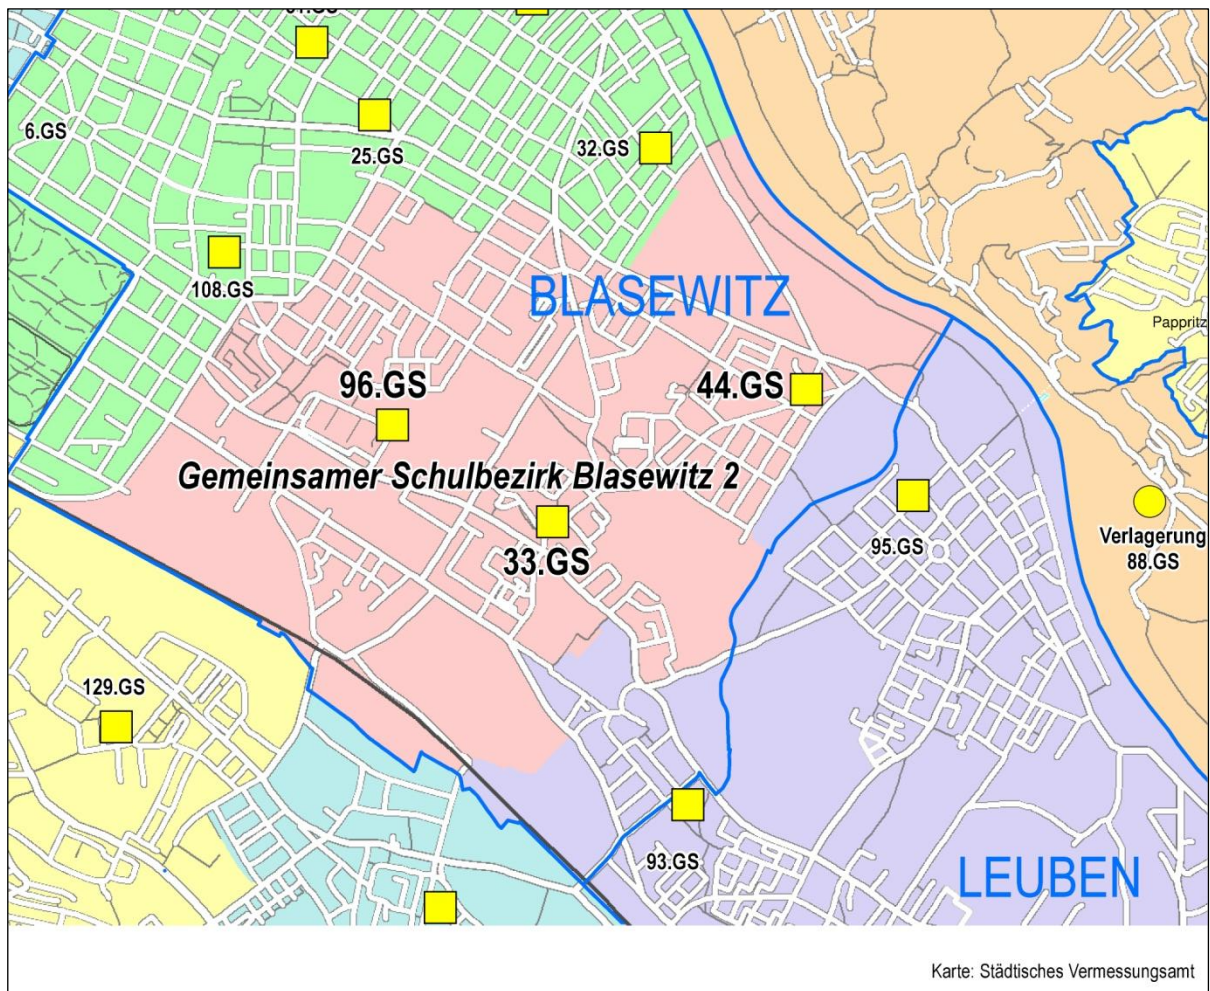 6.GS
25.GS
32.GS
108.GS
BLASEWITZ
Pappritz
96.GS
44.GS
Gemeinsamer Schulbezirk Blasewitz 2
33.GS
95.GS
Verlagerung
88.GS
129.GS
93.GS
LEUBEN
Karte: Städtisches Vermessungsamt